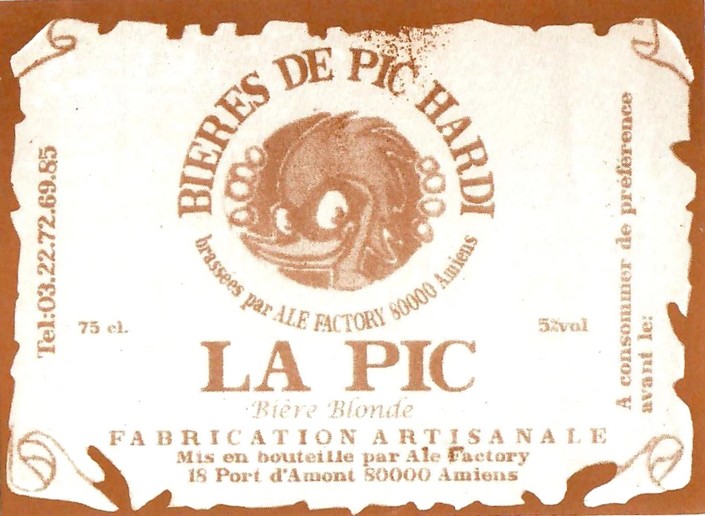 BIERES DE PIC HARDI
brassées par ALE FACTORY 80000 Amiens
Tel:03.22.72.69.85
75 cl.
5%vol
A consommer de préférence
avant le:
LA PIC
Bière Blonde
FABRICATION ARTISANALE
Mis en bouteille par Ale Factory
18 Port d'Amont 80000 Amiens